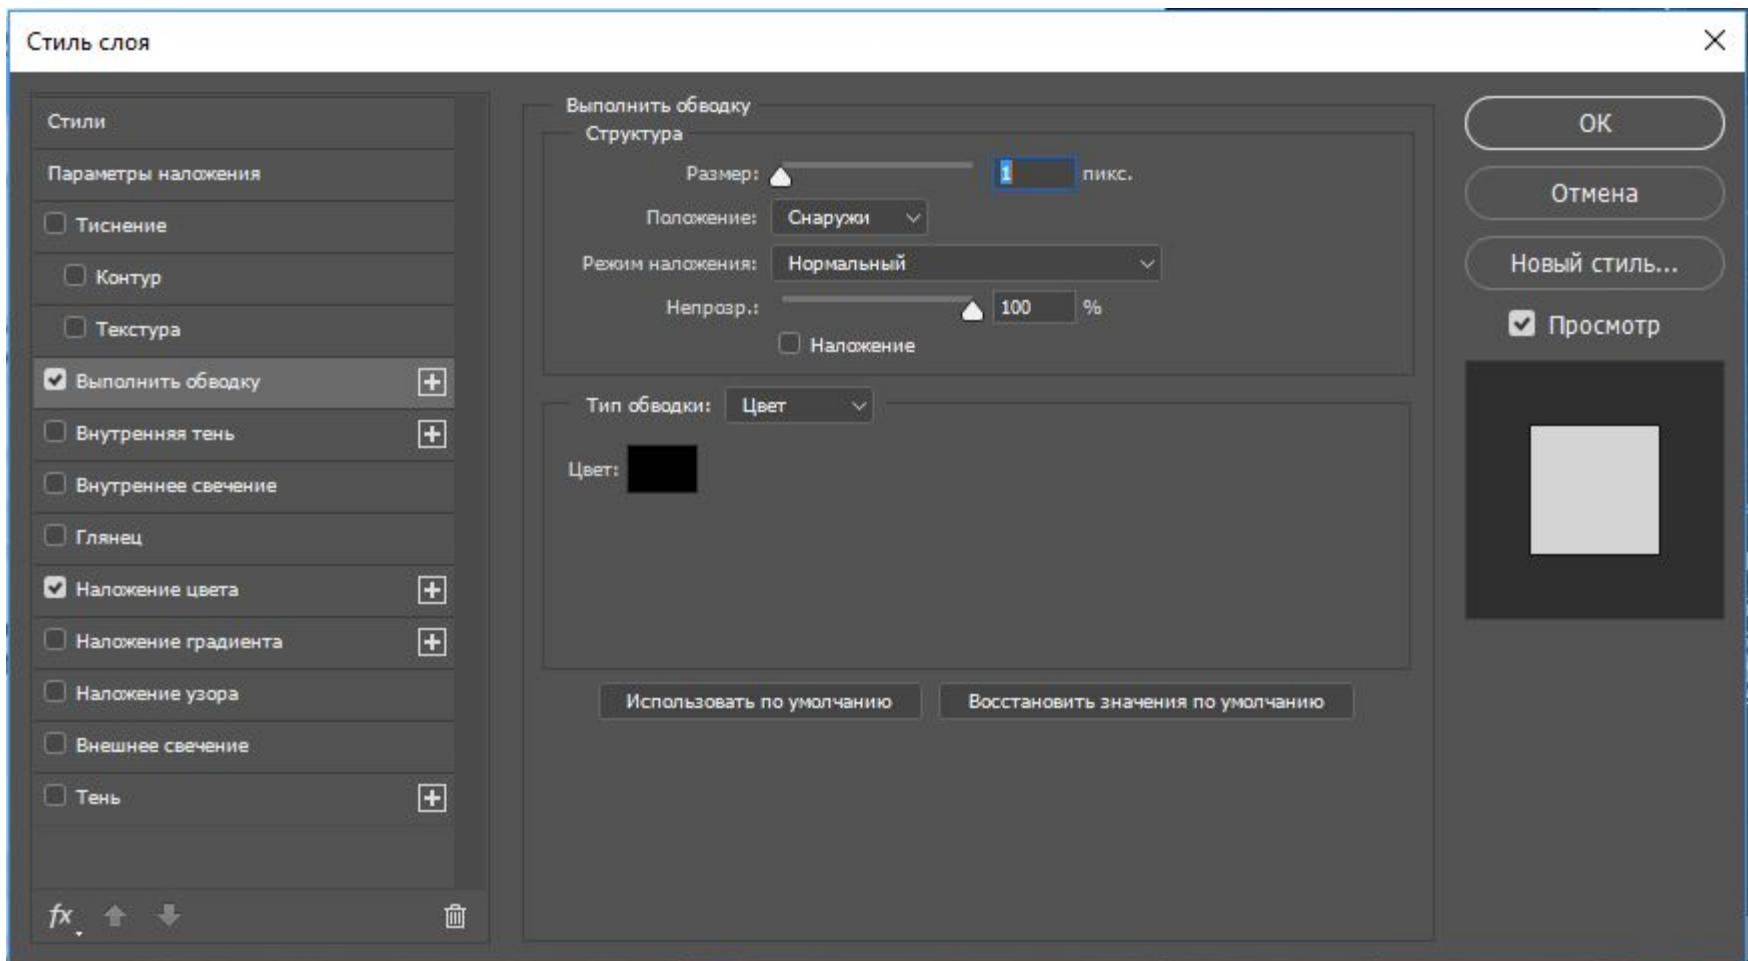 Стиль слоя
Стили
Параметры наложения
Тиснение
Контур
Текстура
Выполнить обводку
Внутренняя тень
Внутреннее свечение
Глянец
Наложение цвета
Наложение градиента
Наложение узора
Внешнее свечение
Тень
fx
Выполнить обводку
Структура
Размер: 1 пикс.
Положение: Снаружи
Режим наложения: Нормальный
Непрозр.: 100 %
Наложение
Тип обводки: Цвет
Цвет:
Использовать по умолчанию Восстановить значения по умолчанию
ОК
Отмена
Новый стиль...
Просмотр